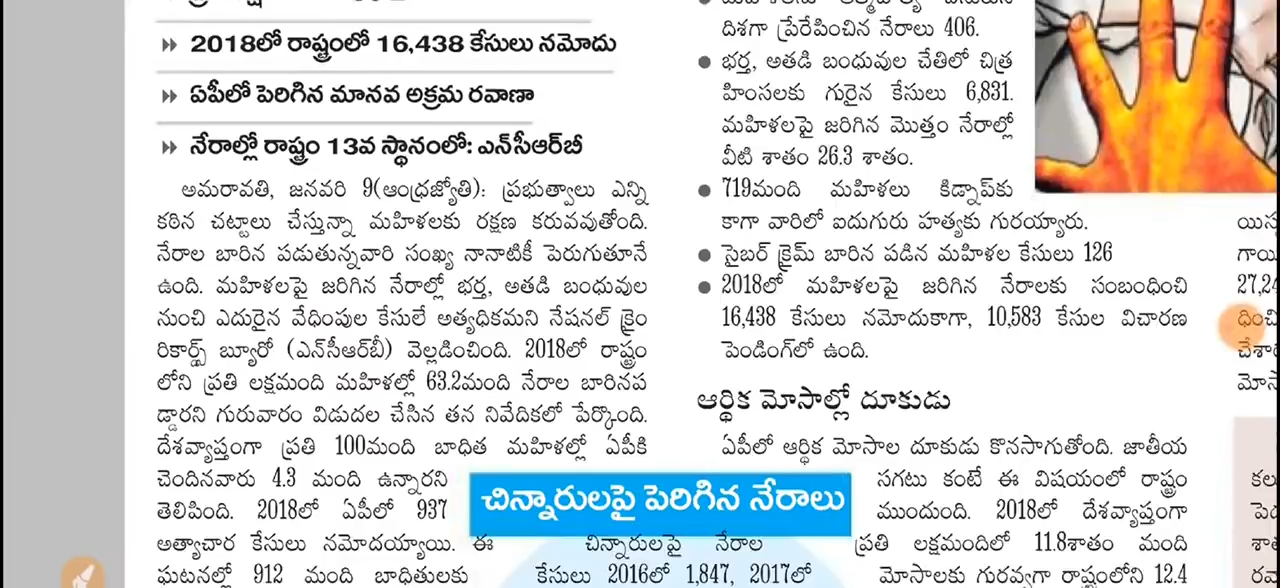 2018లో రాష్ట్రంలో 16,438 కేసులు నమోదు
ఏపీలో పెరిగిన మానవ అక్రమ రవాణా
నేరాల్లో రాష్ట్రం 13వ స్థానంలో: ఎన్‌సీఆర్‌బీ
అమరావతి, జనవరి 9(ఆంధ్రజ్యోతి): ప్రభుత్వాలు ఎన్ని
కఠిన చట్టాలు చేస్తున్నా మహిళలకు రక్షణ కరువవుతోంది.
నేరాల బారిన పడుతున్నవారి సంఖ్య నానాటికీ పెరుగుతూనే
ఉంది. మహిళలపై జరిగిన నేరాల్లో భర్త, అతడి బంధువుల
నుంచి ఎదురైన వేధింపుల కేసులే అత్యధికమని నేషనల్ క్రైం
రికార్డ్స్ బ్యూరో (ఎన్‌సీఆర్‌బీ) వెల్లడించింది. 2018లో రాష్ట్రం
లోని ప్రతి లక్షమంది మహిళల్లో 63.2మంది నేరాల బారినప
డ్డారని గురువారం విడుదల చేసిన తన నివేదికలో పేర్కొంది.
దేశవ్యాప్తంగా ప్రతి 100మంది బాధిత మహిళల్లో ఏపీకి
చెందినవారు 4.3 మంది ఉన్నారని
తెలిపింది. 2018లో ఏపీలో 937
అత్యాచార కేసులు నమోదయ్యాయి. ఈ
ఘటనల్లో 912 మంది బాధితులకు
చిన్నారులపై పెరిగిన నేరాలు
చిన్నారులపై నేరాల
కేసులు 2016లో 1,847, 2017లో
దిశగా ప్రేరేపించిన నేరాలు 406.
● భర్త, అతడి బంధువుల చేతిలో చిత్ర
హింసలకు గురైన కేసులు 6,831.
మహిళలపై జరిగిన మొత్తం నేరాల్లో
వీటి శాతం 26.3 శాతం.
● 719మంది మహిళలు కిడ్నాప్‌కు
కాగా వారిలో ఐదుగురు హత్యకు గురయ్యారు.
● సైబర్ క్రైమ్ బారిన పడిన మహిళల కేసులు 126
● 2018లో మహిళలపై జరిగిన నేరాలకు సంబంధించి
16,438 కేసులు నమోదుకాగా, 10,583 కేసుల విచారణ
పెండింగ్‌లో ఉంది.
ఆర్థిక మోసాల్లో దూకుడు
ఏపీలో ఆర్థిక మోసాల దూకుడు కొనసాగుతోంది. జాతీయ
సగటు కంటే ఈ విషయంలో రాష్ట్రం
ముందుంది. 2018లో దేశవ్యాప్తంగా
ప్రతి లక్షమందిలో 11.8శాతం మంది
మోసాలకు గురవ్వగా రాష్ట్రంలోని 12.4